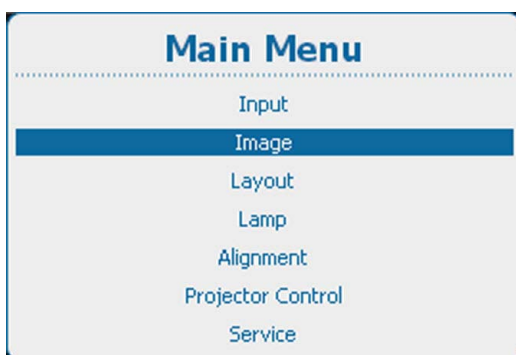 Main Menu
Input
Image
Layout
Lamp
Alignment
Projector Control
Service